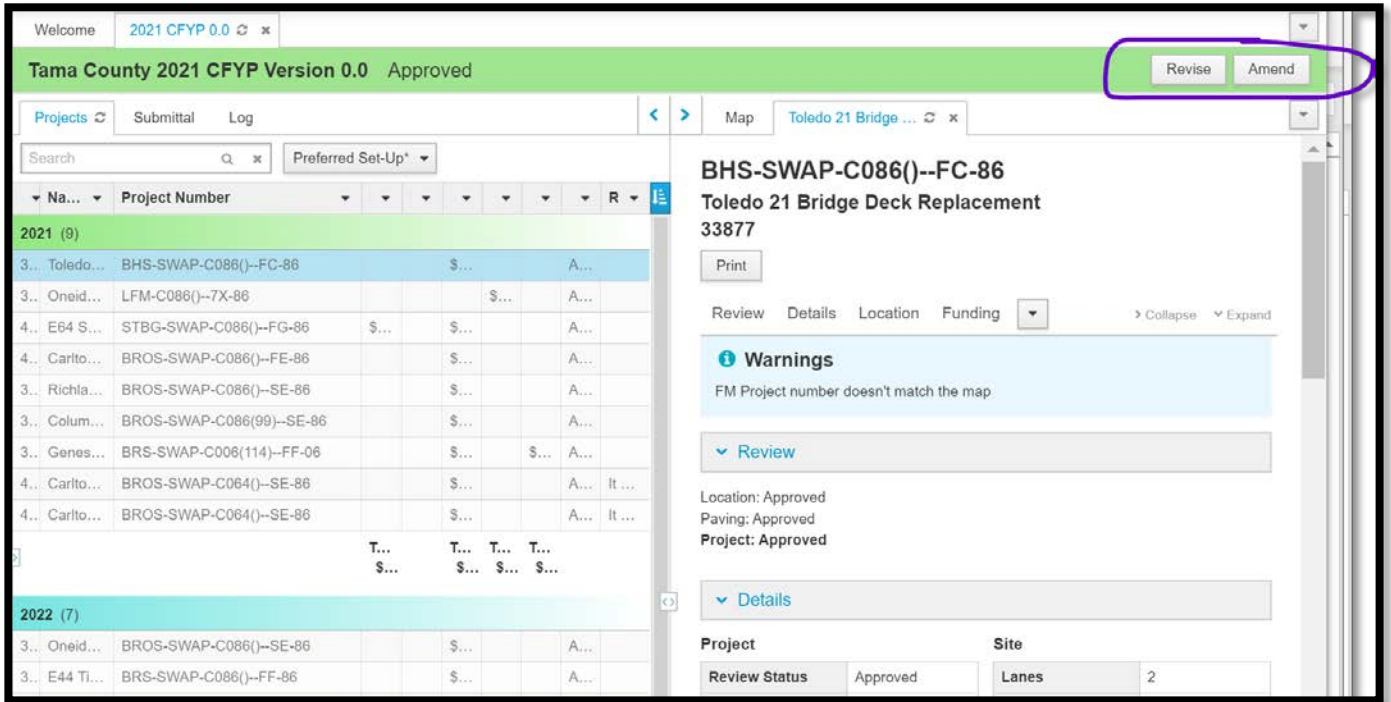 Welcome 2021 CFYP 0.0
Tama County 2021 CFYP Version 0.0 Approved Revise Amend
Projects Submittal Log
Search Preferred Set-Up*
Na... Project Number R
2021 (9)
3... Toledo... BHS-SWAP-C086()--FC-86 $... A...
3... Oneid... LFM-C086()--7X-86 $... A...
4... E64 S... STBG-SWAP-C086()--FG-86 $... $... A...
4... Carlto... BROS-SWAP-C086()--FE-86 $... A...
3... Richla... BROS-SWAP-C086()--SE-86 $... A...
3... Colum... BROS-SWAP-C086(99)--SE-86 $... A...
3... Genes... BRS-SWAP-C006(114)--FF-06 $... $... A...
4... Carlto... BROS-SWAP-C064()--SE-86 $... A... It ...
4... Carlto... BROS-SWAP-C064()--SE-86 $... A... It ...
T... T... T... T...
$... $... $... $...
2022 (7)
3... Oneid... BROS-SWAP-C086()--SE-86 $... A...
3... E44 Ti... BRS-SWAP-C086()--FF-86 $... A...
Map Toledo 21 Bridge ...
BHS-SWAP-C086()--FC-86
Toledo 21 Bridge Deck Replacement
33877
Print
Review Details Location Funding Collapse Expand
Warnings
FM Project number doesn't match the map
Review
Location: Approved
Paving: Approved
Project: Approved
Details
Project Site
Review Status Approved Lanes 2